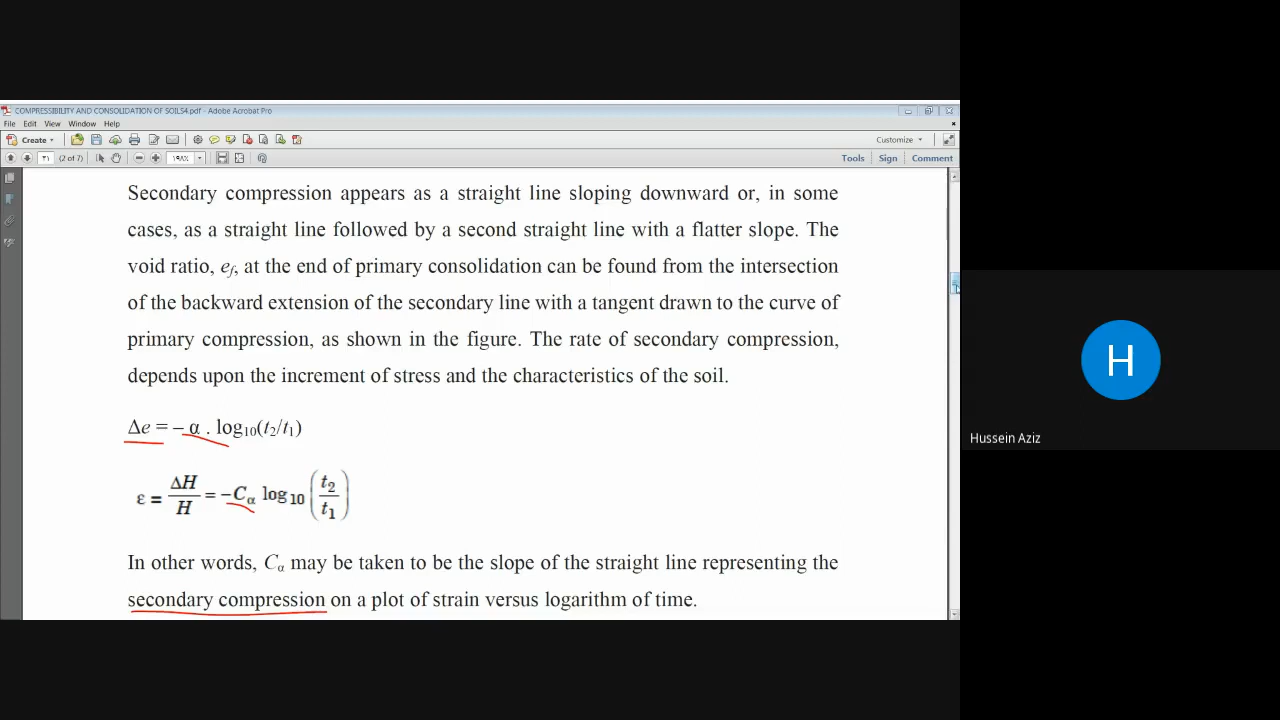 COMPRESSIBILITY AND CONSOLIDATION OF SOILS4.pdf - Adobe Acrobat Pro
File Edit View Window Help
Create Customize
٣١ (2 of 7) ١٩٨% Tools Sign Comment
Secondary compression appears as a straight line sloping downward or, in some
cases, as a straight line followed by a second straight line with a flatter slope. The
void ratio, ef, at the end of primary consolidation can be found from the intersection
of the backward extension of the secondary line with a tangent drawn to the curve of
primary compression, as shown in the figure. The rate of secondary compression,
depends upon the increment of stress and the characteristics of the soil.
Δe = – α . log10(t2/t1)
ε = ΔH/H = -Cα log10 (t2/t1)
In other words, Cα may be taken to be the slope of the straight line representing the
secondary compression on a plot of strain versus logarithm of time.
H
Hussein Aziz